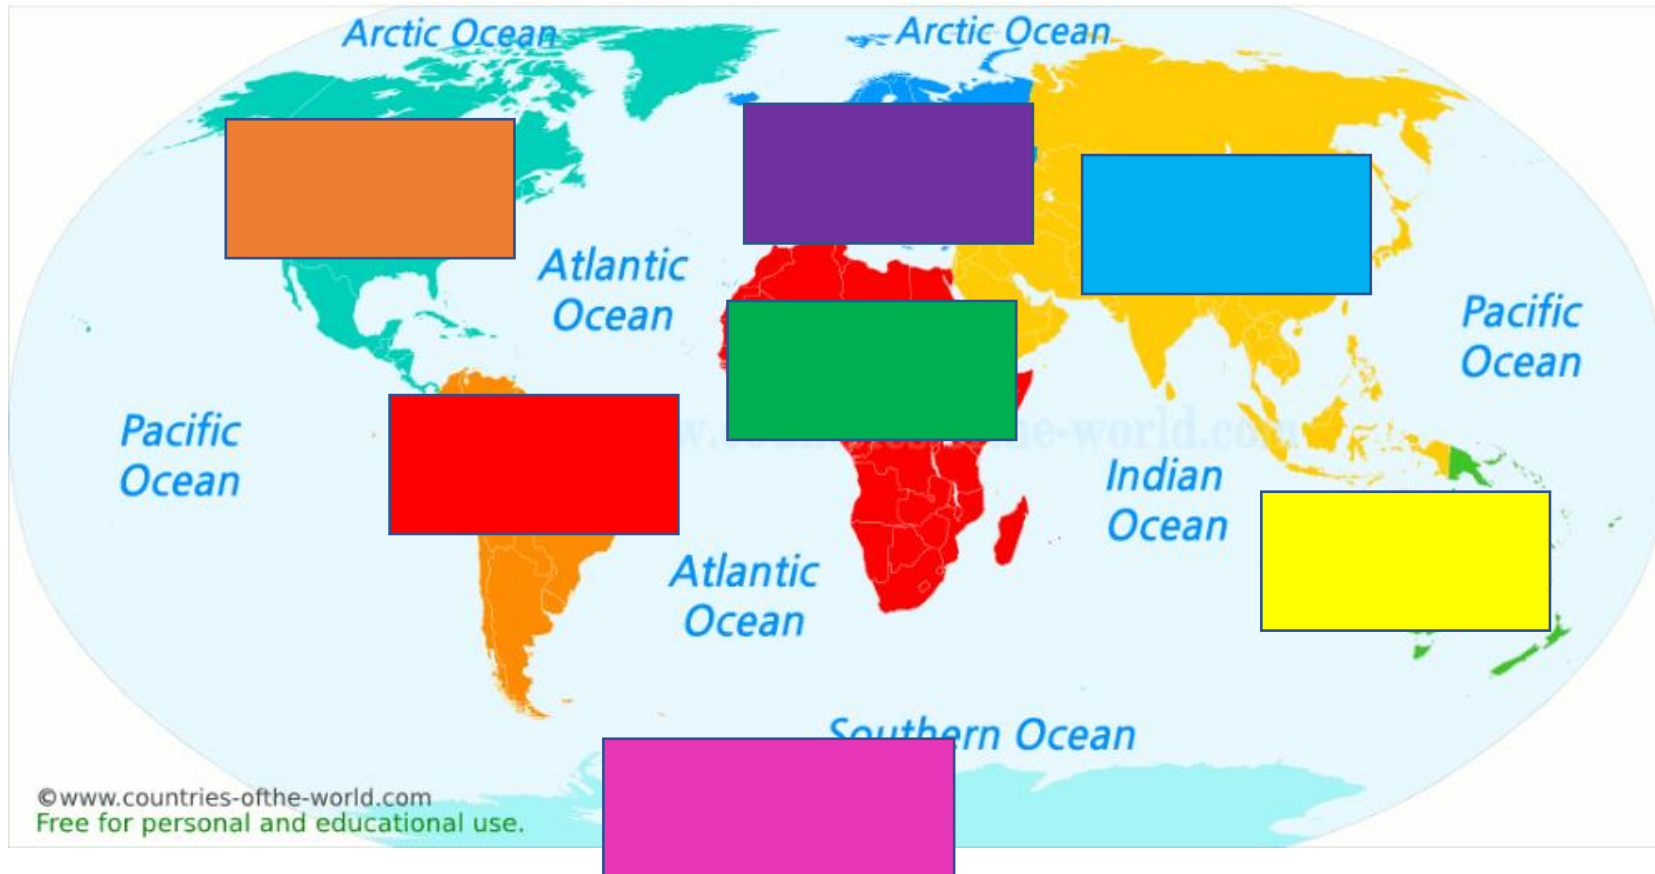 Arctic Ocean
Arctic Ocean
Atlantic
Ocean
Pacific
Ocean
Pacific
Ocean
Indian
Ocean
Atlantic
Ocean
Southern Ocean
©www.countries-ofthe-world.com
Free for personal and educational use.